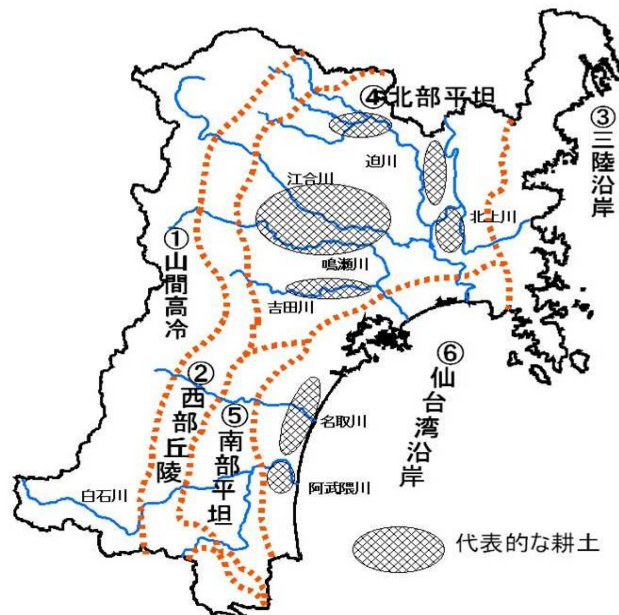 ④北部平坦
③三陸沿岸
迫川
江合川
北上川
①山間高冷
鳴瀬川
吉田川
⑥仙台湾沿岸
②西部丘陵
⑤南部平坦
名取川
白石川
阿武隈川
代表的な耕土